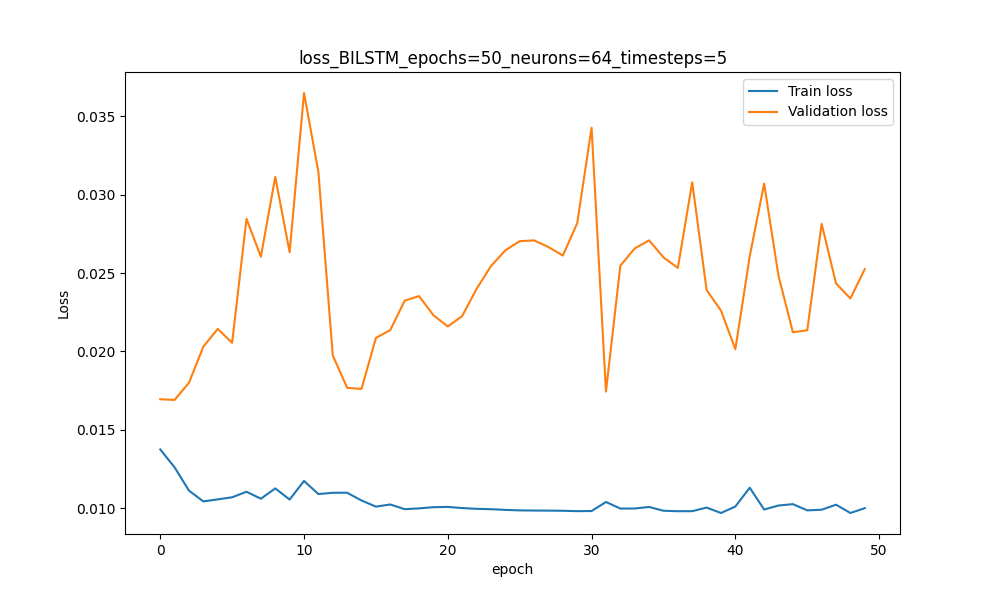 loss_BILSTM_epochs=50_neurons=64_timesteps=5
Train loss
Validation loss
0.035
0.030
0.025
0.020
0.015
0.010
Loss
0 10 20 30 40 50
epoch